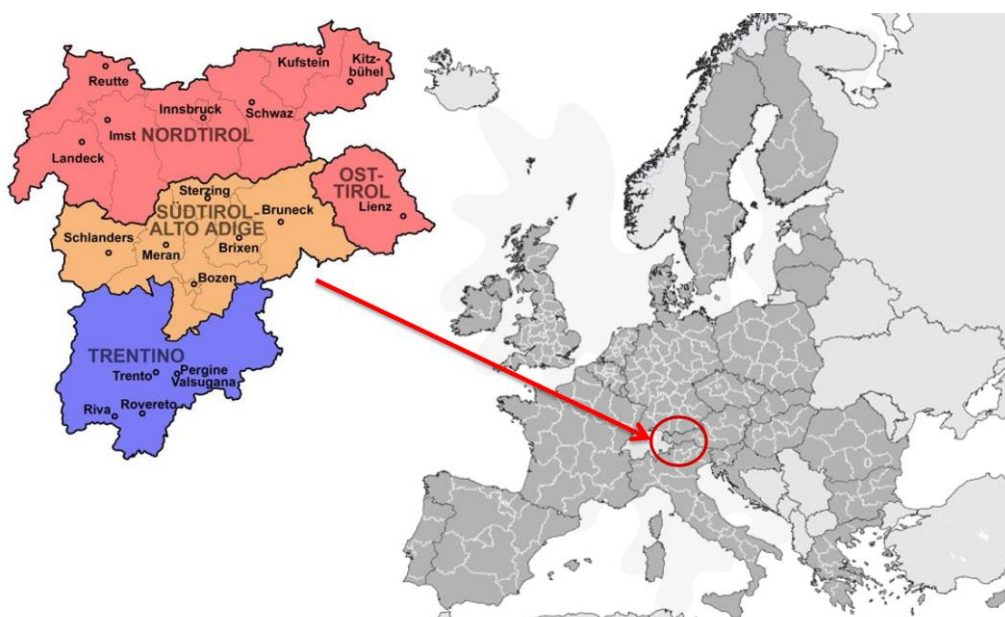 Reutte
Kufstein
Kitz-
bühel
Innsbruck
Schwaz
Imst
NORDTIROL
Landeck
OST-
TIROL
Lienz
Sterzing
SÜDTIROL-
ALTO ADIGE
Bruneck
Schlanders
Meran
Brixen
Bozen
TRENTINO
Trento
Pergine
Valsugana
Riva
Rovereto